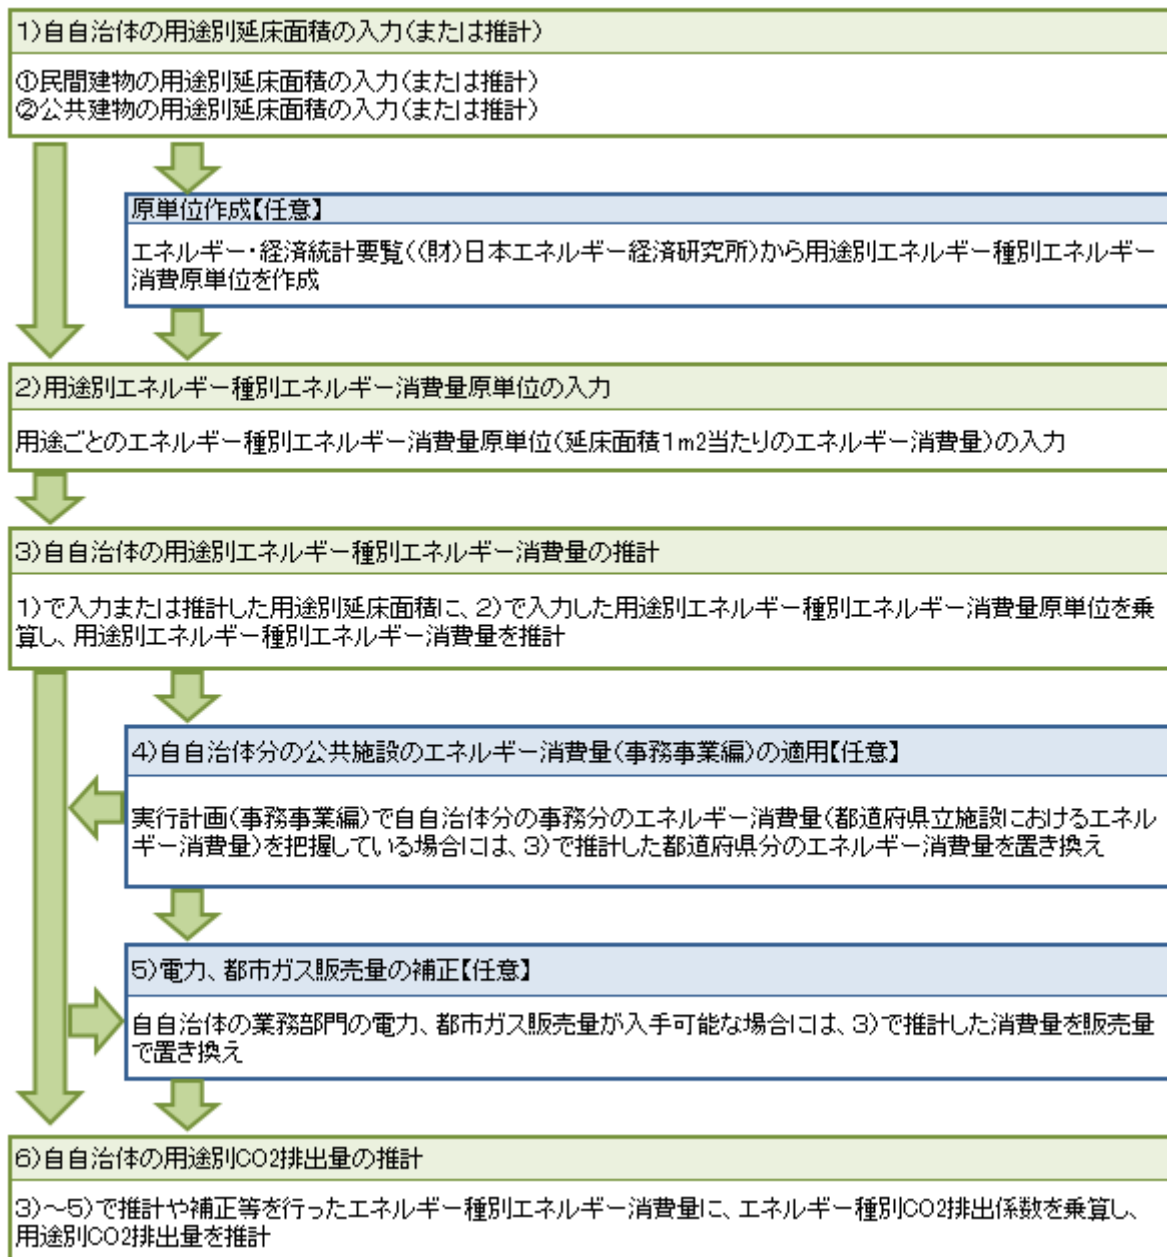 1)自自治体の用途別延床面積の入力(または推計)
①民間建物の用途別延床面積の入力(または推計)
②公共建物の用途別延床面積の入力(または推計)
原単位作成【任意】
エネルギー・経済統計要覧((財)日本エネルギー経済研究所)から用途別エネルギー種別エネルギー
消費原単位を作成
2)用途別エネルギー種別エネルギー消費量原単位の入力
用途ごとのエネルギー種別エネルギー消費量原単位(延床面積1m2当たりのエネルギー消費量)の入力
3)自自治体の用途別エネルギー種別エネルギー消費量の推計
1)で入力または推計した用途別延床面積に、2)で入力した用途別エネルギー種別エネルギー消費量原単位を乗
算し、用途別エネルギー種別エネルギー消費量を推計
4)自自治体分の公共施設のエネルギー消費量(事務事業編)の適用【任意】
実行計画(事務事業編)で自自治体分の事務分のエネルギー消費量(都道府県立施設におけるエネル
ギー消費量)を把握している場合には、3)で推計した都道府県分のエネルギー消費量を置き換え
5)電力、都市ガス販売量の補正【任意】
自自治体の業務部門の電力、都市ガス販売量が入手可能な場合には、3)で推計した消費量を販売量
で置き換え
6)自自治体の用途別CO2排出量の推計
3)~5)で推計や補正等を行ったエネルギー種別エネルギー消費量に、エネルギー種別CO2排出係数を乗算し、
用途別CO2排出量を推計